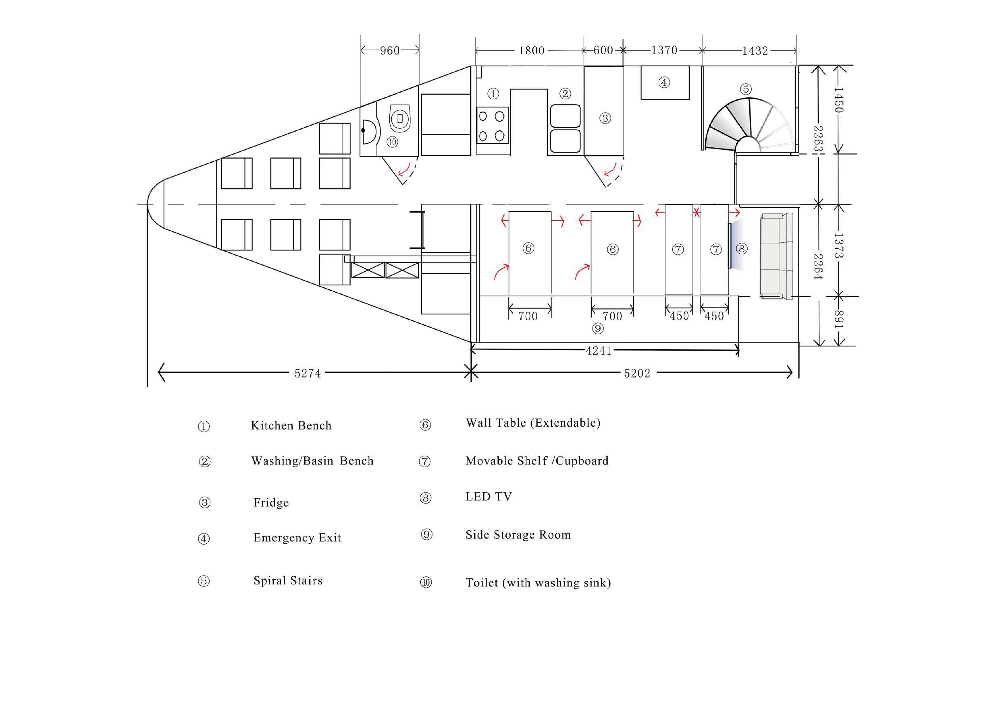 960
1800
600
1370
1432
1450
2263
①
②
③
④
⑤
⑩
⑥
⑥
⑦
⑦
⑧
1373
2264
700
700
450
450
⑨
891
4241
5274
5202
① Kitchen Bench
② Washing/Basin Bench
③ Fridge
④ Emergency Exit
⑤ Spiral Stairs
⑥ Wall Table (Extendable)
⑦ Movable Shelf /Cupboard
⑧ LED TV
⑨ Side Storage Room
⑩ Toilet (with washing sink)